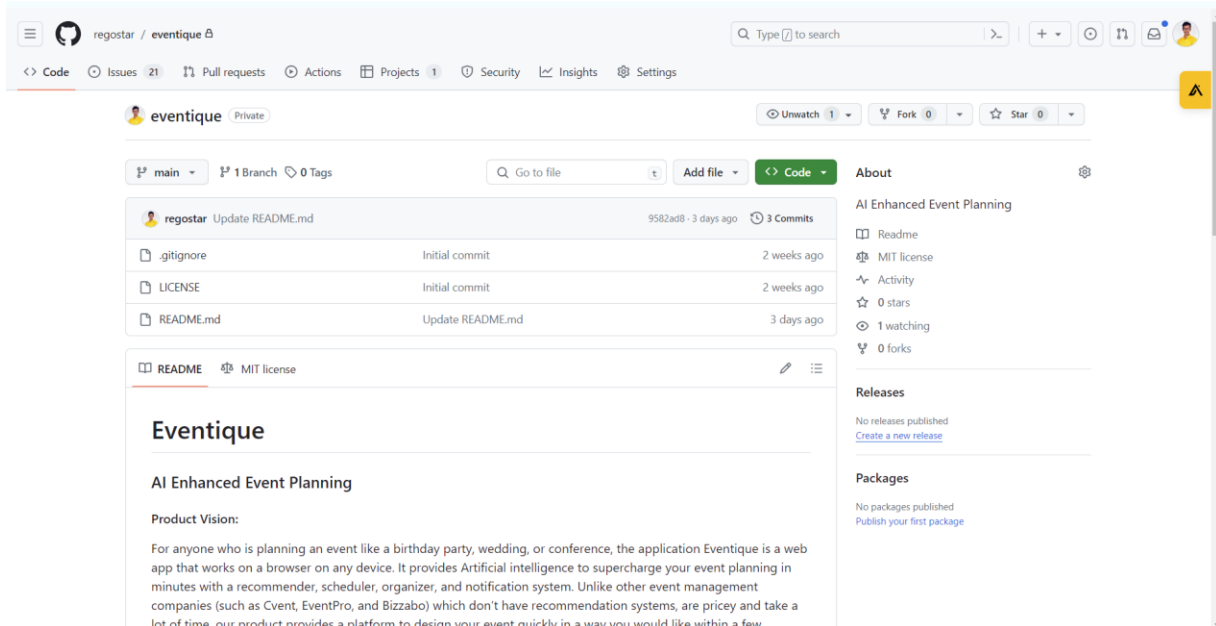 regostar / eventique
Type / to search
Code
Issues 21
Pull requests
Actions
Projects 1
Security
Insights
Settings
eventique Private
Unwatch 1
Fork 0
Star 0
main
1 Branch
0 Tags
Go to file t
Add file
Code
regostar Update README.md 9582ad8 · 3 days ago 3 Commits
.gitignore Initial commit 2 weeks ago
LICENSE Initial commit 2 weeks ago
README.md Update README.md 3 days ago
README MIT license
Eventique
AI Enhanced Event Planning
Product Vision:
For anyone who is planning an event like a birthday party, wedding, or conference, the application Eventique is a web
app that works on a browser on any device. It provides Artificial intelligence to supercharge your event planning in
minutes with a recommender, scheduler, organizer, and notification system. Unlike other event management
companies (such as Cvent, EventPro, and Bizzabo) which don't have recommendation systems, are pricey and take a
lot of time, our product provides a platform to design your event quickly in a way you would like within a few
About
AI Enhanced Event Planning
Readme
MIT license
Activity
0 stars
1 watching
0 forks
Releases
No releases published
Create a new release
Packages
No packages published
Publish your first package